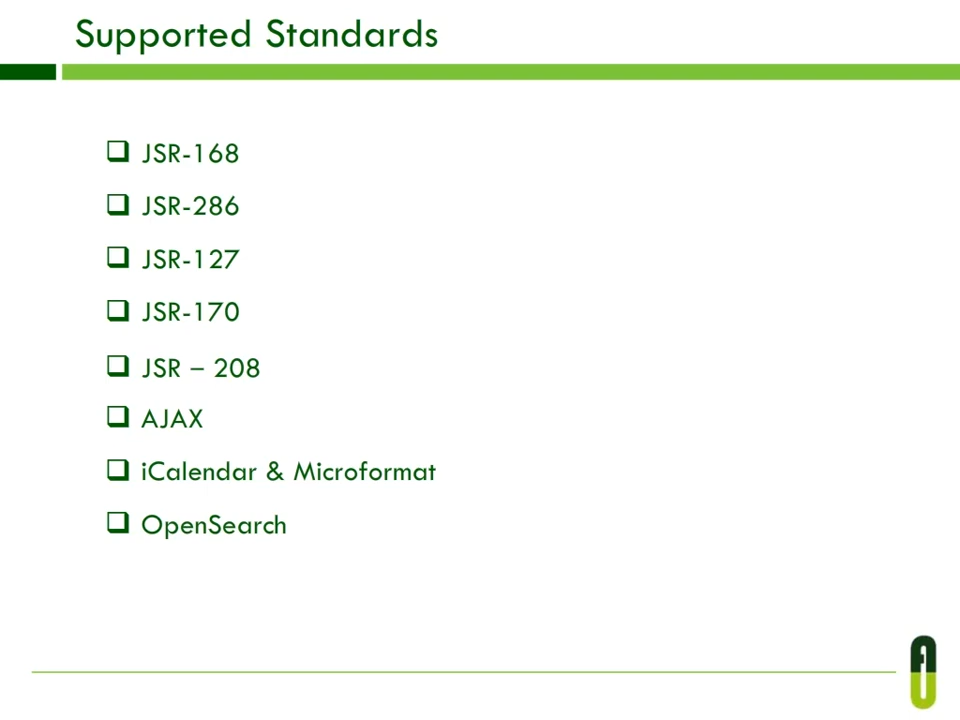 Supported Standards
JSR-168
JSR-286
JSR-127
JSR-170
JSR – 208
AJAX
iCalendar & Microformat
OpenSearch